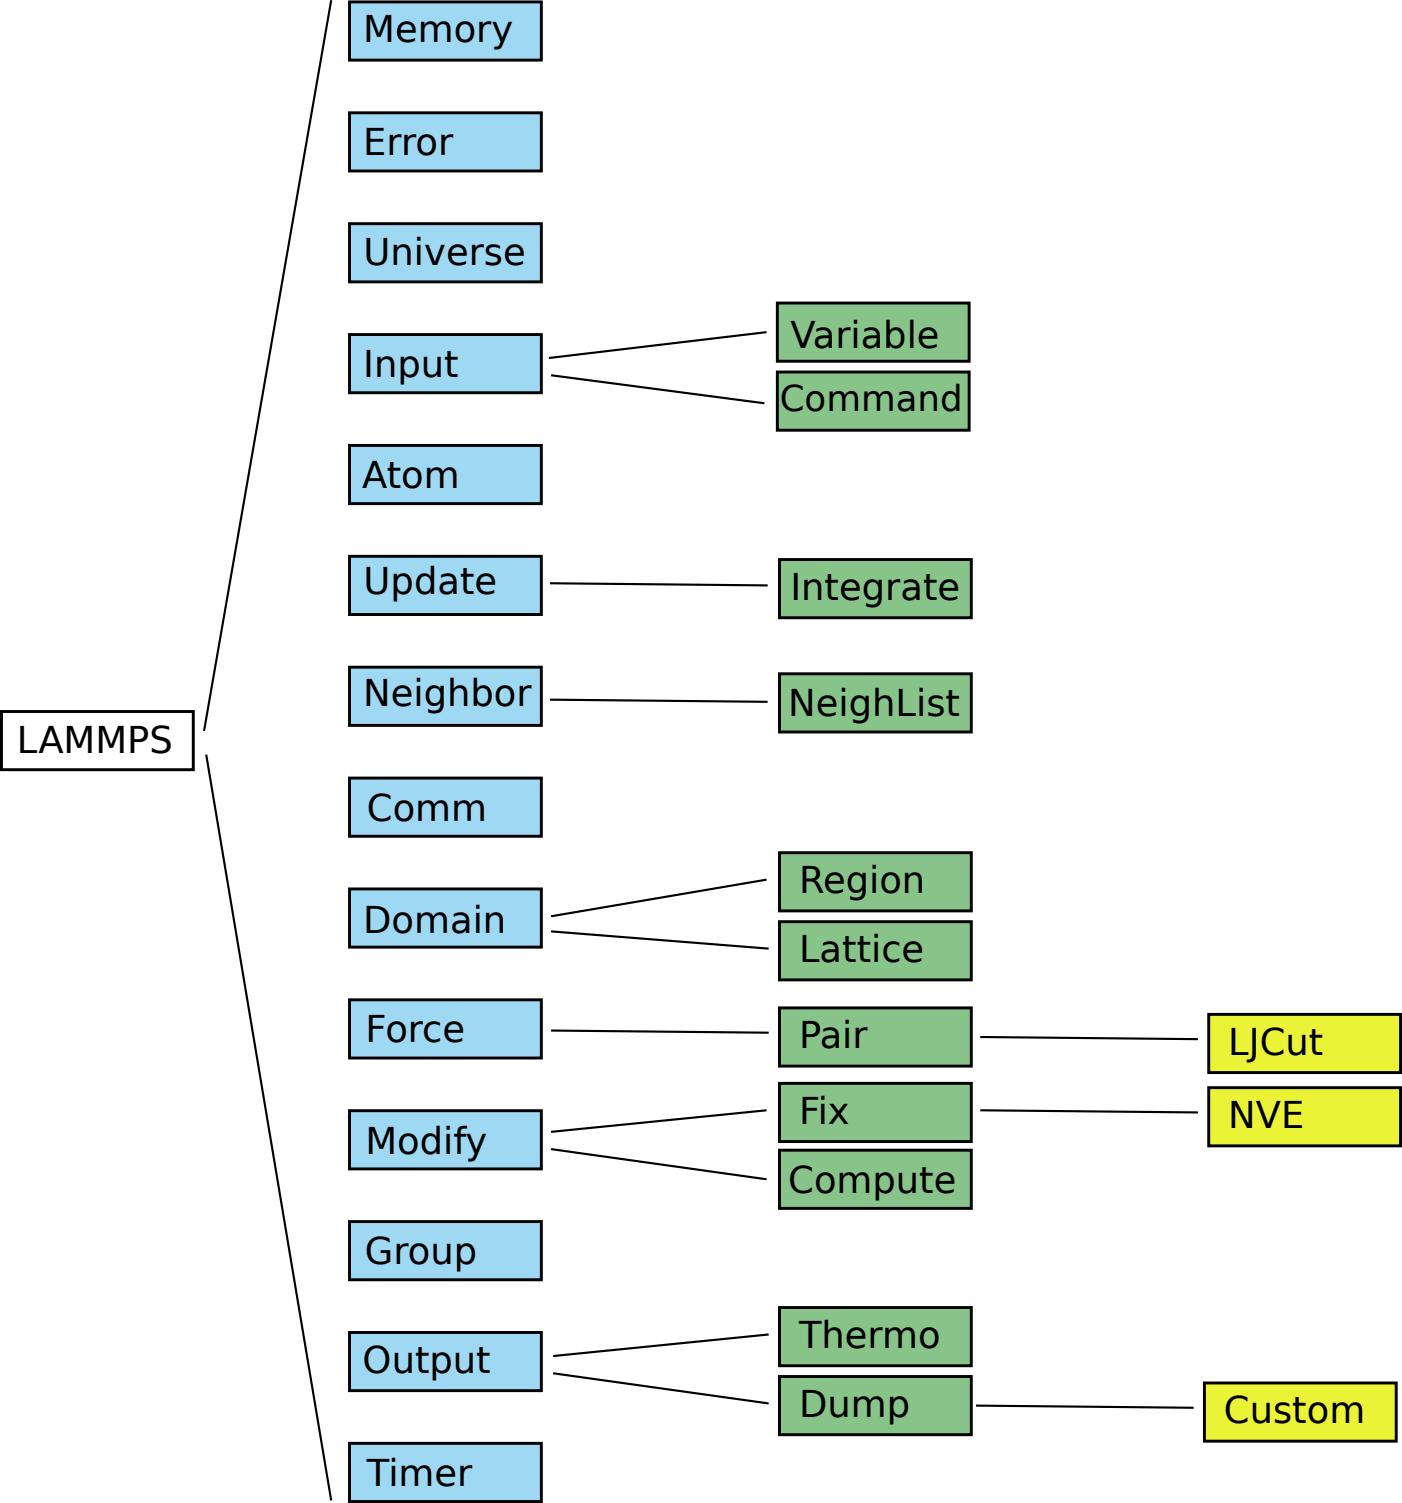 LAMMPS
Memory
Error
Universe
Input
Atom
Update
Neighbor
Comm
Domain
Force
Modify
Group
Output
Timer
Variable
Command
Integrate
NeighList
Region
Lattice
Pair
Fix
Compute
Thermo
Dump
LJCut
NVE
Custom